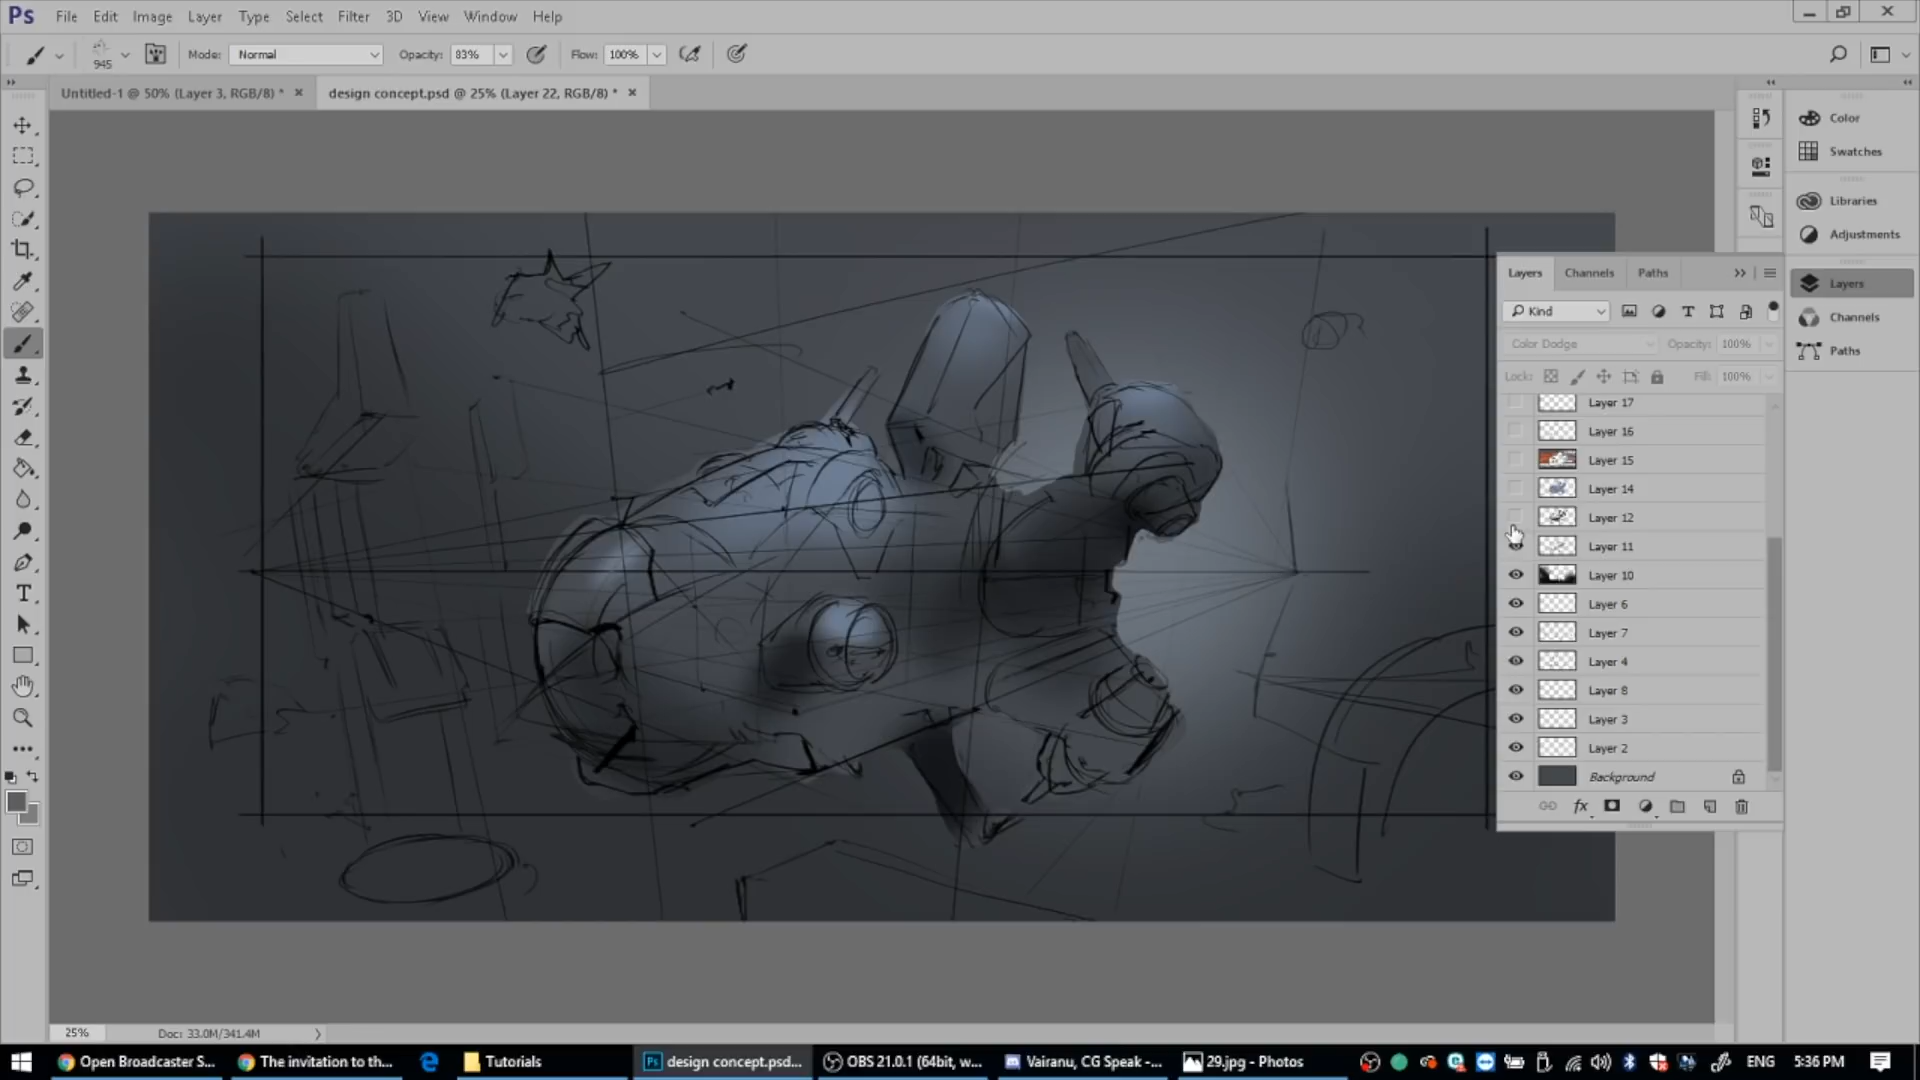 Ps File Edit Image Layer Type Select Filter 3D View Window Help
945 Mode: Normal Opacity: 83% Flow: 100%
Untitled-1 @ 50% (Layer 3, RGB/8) * × design concept.psd @ 25% (Layer 22, RGB/8) * ×
Color
Swatches
Libraries
Adjustments
Layers
Channels
Paths
Layers Channels Paths
Kind
Color Dodge Opacity: 100%
Lock: Fill: 100%
Layer 17
Layer 16
Layer 15
Layer 14
Layer 12
Layer 11
Layer 10
Layer 6
Layer 7
Layer 4
Layer 8
Layer 3
Layer 2
Background
fx
25% Doc: 33.0M/341.4M
Open Broadcaster S... The invitation to th... Tutorials design concept.psd... OBS 21.0.1 (64bit, w... Vairanu, CG Speak -... 29.jpg - Photos ENG 5:36 PM